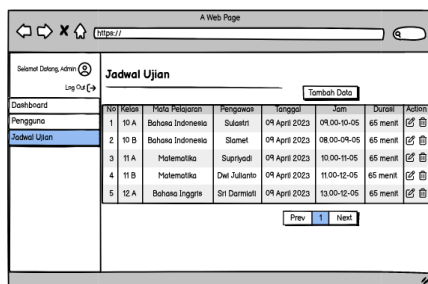 A Web Page
https://
Selamat Datang, Admin
Log Out
Dashboard
Pengguna
Jadwal Ujian
Jadwal Ujian
Tambah Data
No Kelas Mata Pelajaran Pengawas Tanggal Jam Durasi Action
1 10 A Bahasa Indonesia Sulastri 09 April 2023 09.00-10-05 65 menit
2 10 B Bahasa Indonesia Slamet 09 April 2023 08.00-09-05 65 menit
3 11 A Matematika Supriyadi 09 April 2023 10.00-11-05 65 menit
4 11 B Matematika Dwi Julianto 09 April 2023 11.00-12-05 65 menit
5 12 A Bahasa Inggris Sri Darmiati 09 April 2023 13.00-12-05 65 menit
Prev 1 Next